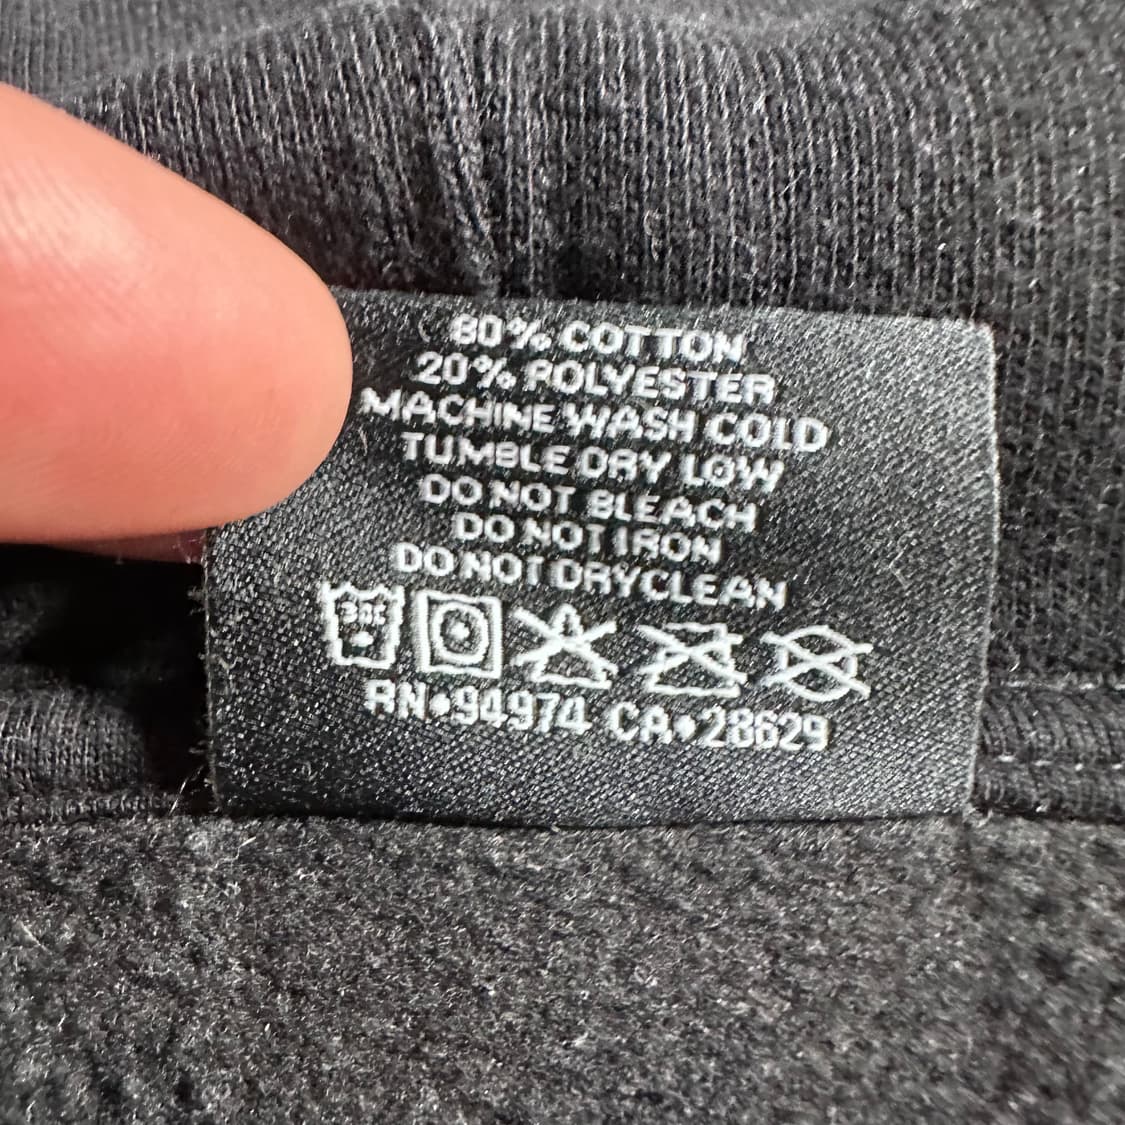 80% COTTON
20% POLYESTER
MACHINE WASH COLD
TUMBLE DRY LOW
DO NOT BLEACH
DO NOT IRON
DO NOT DRYCLEAN
30C
RN•94974 CA•28629